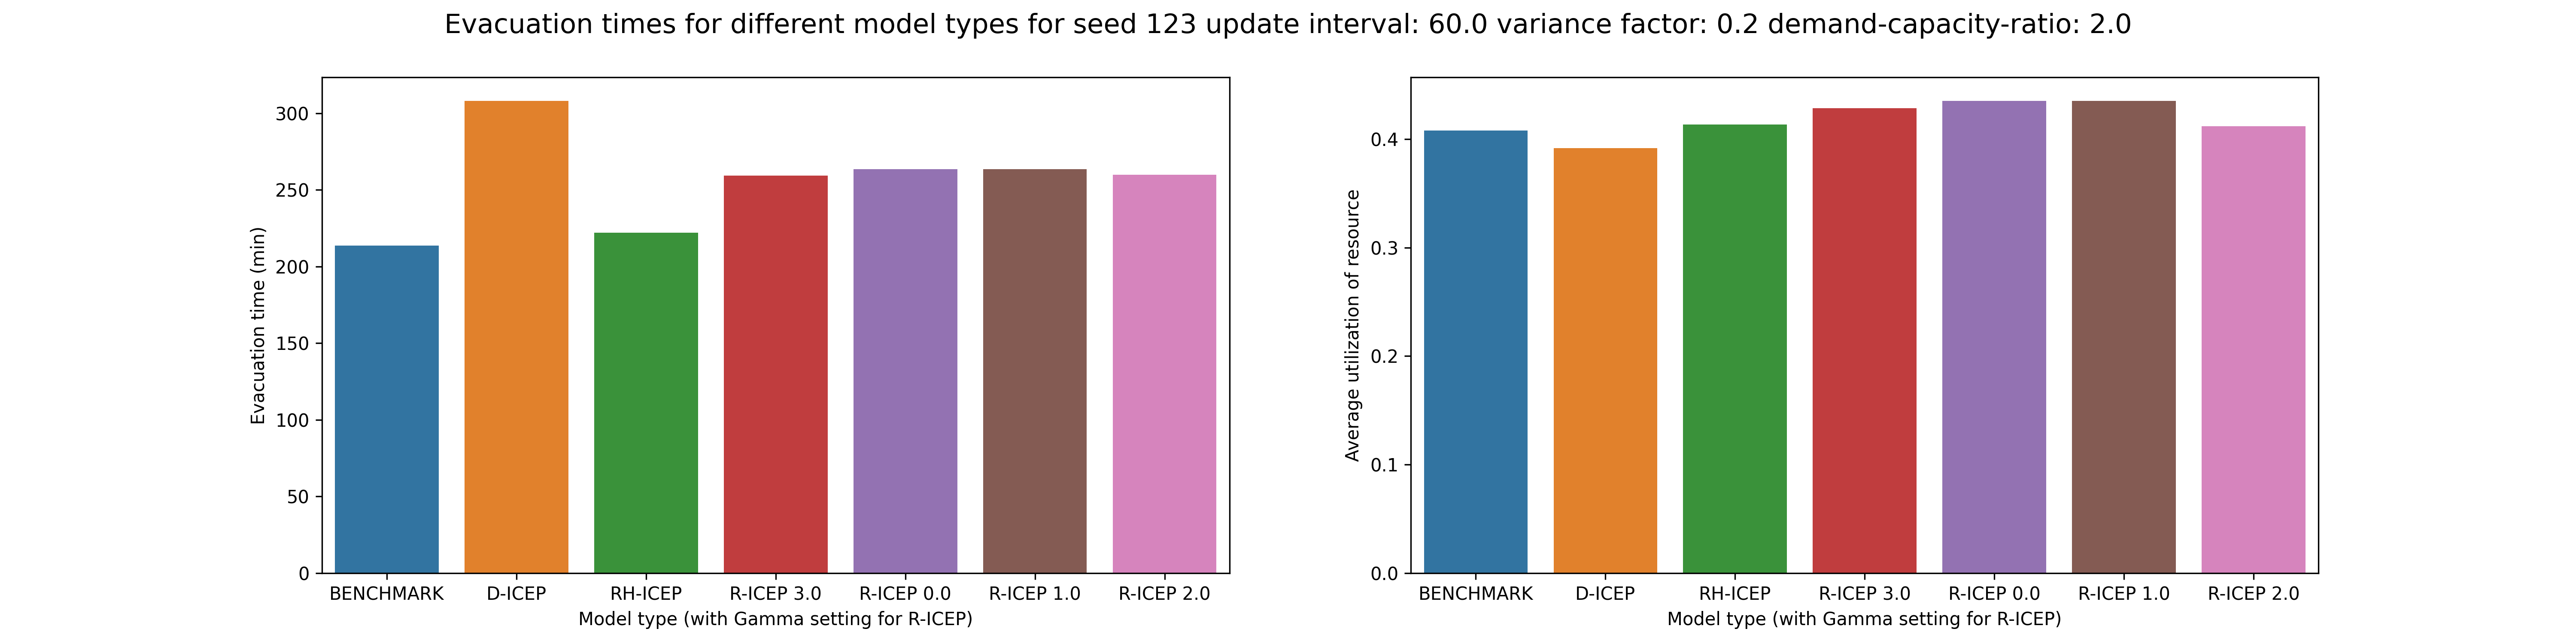 Evacuation times for different model types for seed 123 update interval: 60.0 variance factor: 0.2 demand-capacity-ratio: 2.0
Evacuation time (min)
300
250
200
150
100
50
0
BENCHMARK D-ICEP RH-ICEP R-ICEP 3.0 R-ICEP 0.0 R-ICEP 1.0 R-ICEP 2.0
Model type (with Gamma setting for R-ICEP)
Average utilization of resource
0.4
0.3
0.2
0.1
0.0
BENCHMARK D-ICEP RH-ICEP R-ICEP 3.0 R-ICEP 0.0 R-ICEP 1.0 R-ICEP 2.0
Model type (with Gamma setting for R-ICEP)